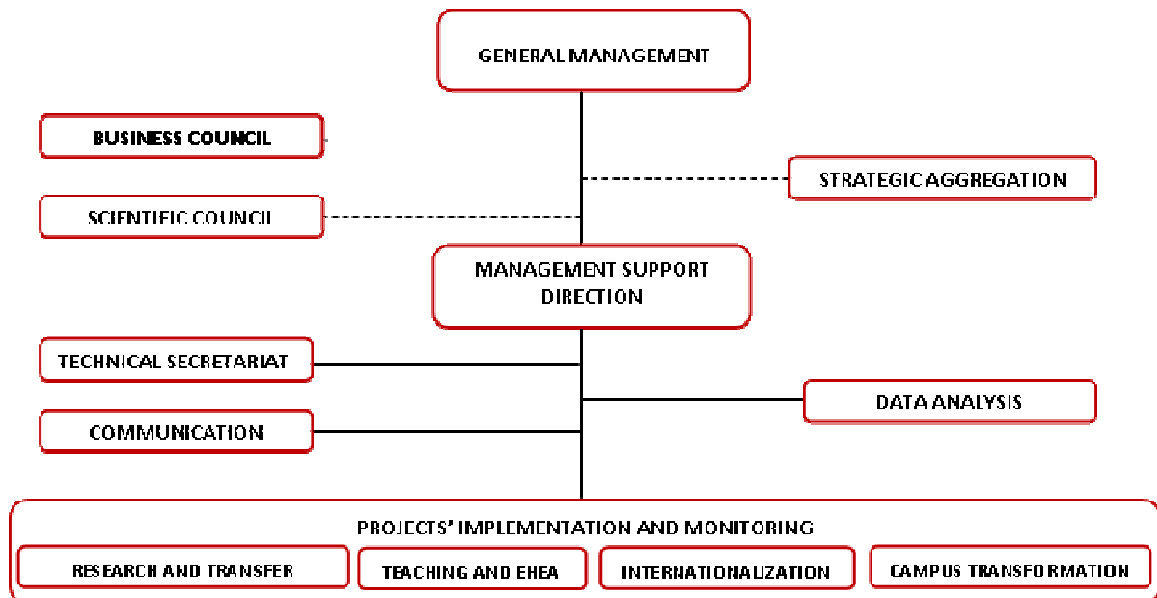 GENERAL MANAGEMENT
BUSINESS COUNCIL
STRATEGIC AGGREGATION
SCIENTIFIC COUNCIL
MANAGEMENT SUPPORT
DIRECTION
TECHNICAL SECRETARIAT
DATA ANALYSIS
COMMUNICATION
PROJECTS' IMPLEMENTATION AND MONITORING
RESEARCH AND TRANSFER
TEACHING AND EHEA
INTERNATIONALIZATION
CAMPUS TRANSFORMATION